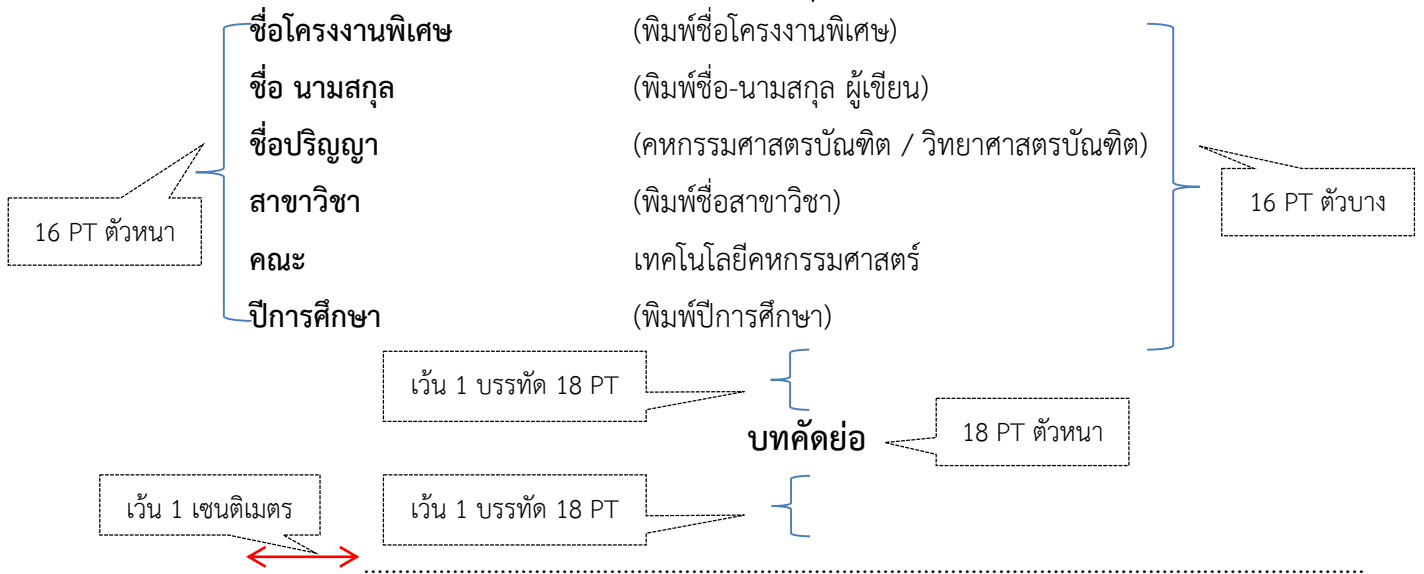 ชื่อโครงงานพิเศษ (พิมพ์ชื่อโครงงานพิเศษ)
ชื่อ นามสกุล (พิมพ์ชื่อ-นามสกุล ผู้เขียน)
ชื่อปริญญา (คหกรรมศาสตรบัณฑิต / วิทยาศาสตรบัณฑิต)
สาขาวิชา (พิมพ์ชื่อสาขาวิชา)
16 PT ตัวหนา
16 PT ตัวบาง
คณะ เทคโนโลยีคหกรรมศาสตร์
ปีการศึกษา (พิมพ์ปีการศึกษา)
เว้น 1 บรรทัด 18 PT
บทคัดย่อ
18 PT ตัวหนา
เว้น 1 เซนติเมตร
เว้น 1 บรรทัด 18 PT